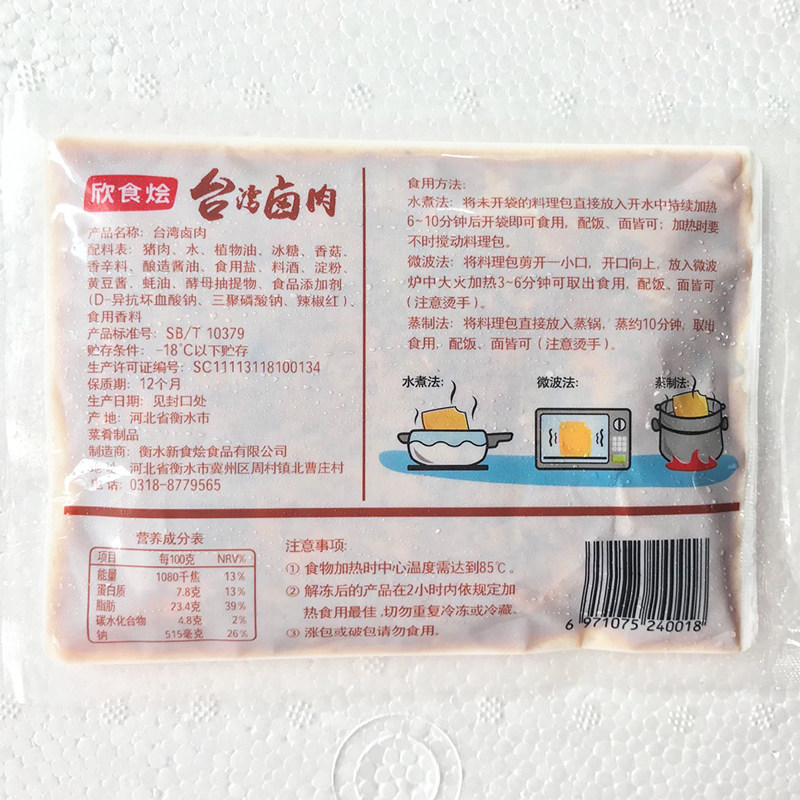 欣食烩 台湾卤肉
产品名称：台湾卤肉
配料表：猪肉、水、植物油、冰糖、香菇、
香辛料、酿造酱油、食用盐、料酒、淀粉、
黄豆酱、蚝油、酵母抽提物、食品添加剂
(D-异抗坏血酸钠、三聚磷酸钠、辣椒红)、
食用香料
产品标准号：SB/T 10379
贮存条件：-18℃以下贮存
生产许可证编号：SC11113118100134
保质期：12个月
生产日期：见封口处
产 地：河北省衡水市
菜肴制品
制造商：衡水新食烩食品有限公司
地 址：河北省衡水市冀州区周村镇北曹庄村
电 话：0318-8779565
食用方法：
水煮法：将未开袋的料理包直接放入开水中持续加热
6-10分钟后开袋即可食用，配饭、面皆可；加热时要
不时搅动料理包。
微波法：将料理包剪开一小口，开口向上，放入微波
炉中大火加热3-6分钟可取出食用，配饭、面皆可
(注意烫手)。
蒸制法：将料理包直接放入蒸锅，蒸约10分钟，取出
食用，配饭、面皆可(注意烫手)。
水煮法： 微波法： 蒸制法：
营养成分表
项目 每100克 NRV%
能量 1080千焦 13%
蛋白质 7.8克 13%
脂肪 23.4克 39%
碳水化合物 4.8克 2%
钠 515毫克 26%
注意事项：
① 食物加热时中心温度需达到85℃。
② 解冻后的产品在2小时内依规定加
热食用最佳，切勿重复冷冻或冷藏。
③ 涨包或破包请勿食用。
6 971075 240018